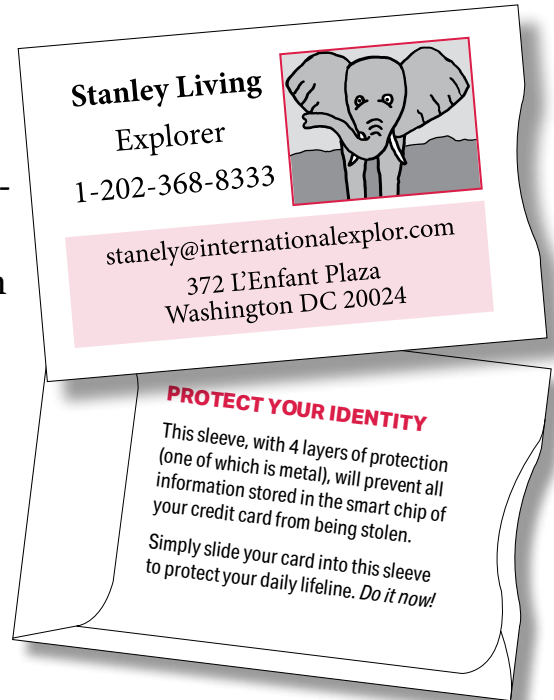 Stanley Living
Explorer
1-202-368-8333
stanely@internationalexplor.com
372 L’Enfant Plaza
Washington DC 20024
PROTECT YOUR IDENTITY
This sleeve, with 4 layers of protection
(one of which is metal), will prevent all
information stored in the smart chip of
your credit card from being stolen.
Simply slide your card into this sleeve
to protect your daily lifeline. Do it now!